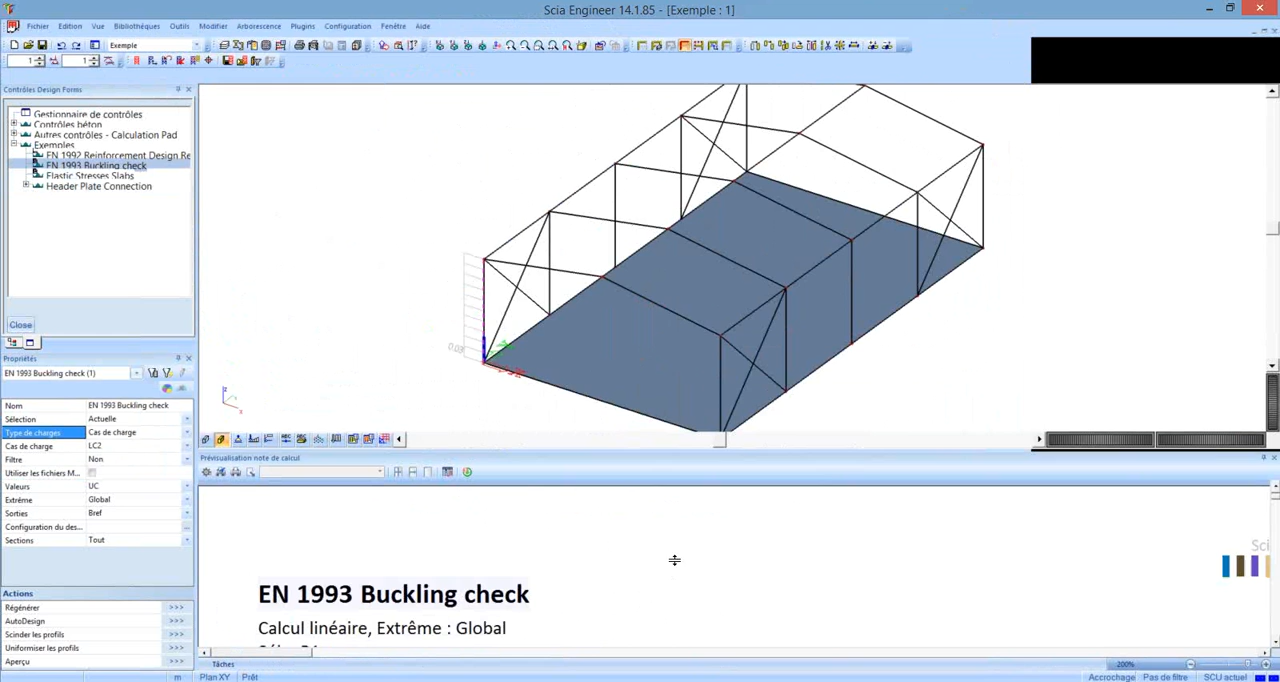 Scia Engineer 14.1.85 - [Exemple : 1]
Fichier Edition Vue Bibliothèques Outils Modifier Arborescence Plugins Configuration Fenêtre Aide
Exemple
1 1
Contrôles Design Forms
Gestionnaire de contrôles
Contrôles béton
Autres contrôles - Calculation Pad
Exemples
EN 1992 Reinforcement Design Re
EN 1993 Buckling check
Elastic Stresses Slabs
Header Plate Connection
Close
Propriétés
EN 1993 Buckling check (1)
Nom EN 1993 Buckling check
Sélection Actuelle
Type de charges Cas de charge
Cas de charge LC2
Filtre Non
Utiliser les fichiers M...
Valeurs UC
Extrême Global
Sorties Bref
Configuration du des... ...
Sections Tout
Actions
Régénérer >>>
AutoDesign >>>
Scinder les profils >>>
Uniformiser les profils >>>
Aperçu >>>
0.03
Prévisualisation note de calcul
Sci
EN 1993 Buckling check
Calcul linéaire, Extrême : Global
Tâches 200%
m Plan XY Prêt Accrochage Pas de filtre SCU actuel